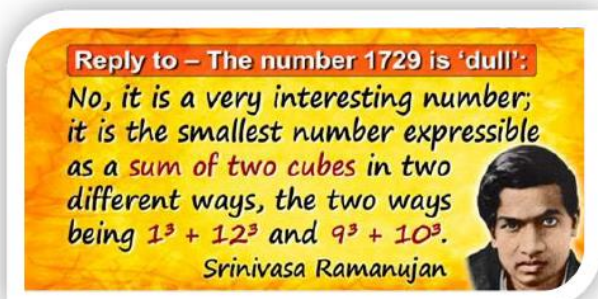 Reply to – The number 1729 is ‘dull’:
No, it is a very interesting number;
it is the smallest number expressible
as a sum of two cubes in two
different ways, the two ways
being 1³ + 12³ and 9³ + 10³.
Srinivasa Ramanujan